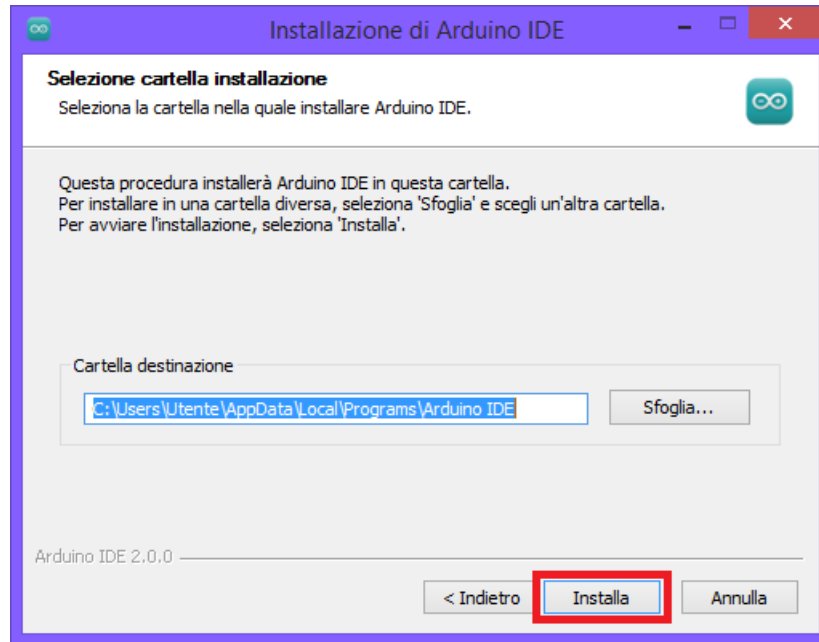 Installazione di Arduino IDE
Selezione cartella installazione
Seleziona la cartella nella quale installare Arduino IDE.
Questa procedura installerà Arduino IDE in questa cartella.
Per installare in una cartella diversa, seleziona 'Sfoglia' e scegli un'altra cartella.
Per avviare l'installazione, seleziona 'Installa'.
Cartella destinazione
C:\Users\Utente\AppData\Local\Programs\Arduino IDE
Sfoglia...
Arduino IDE 2.0.0
< Indietro
Installa
Annulla